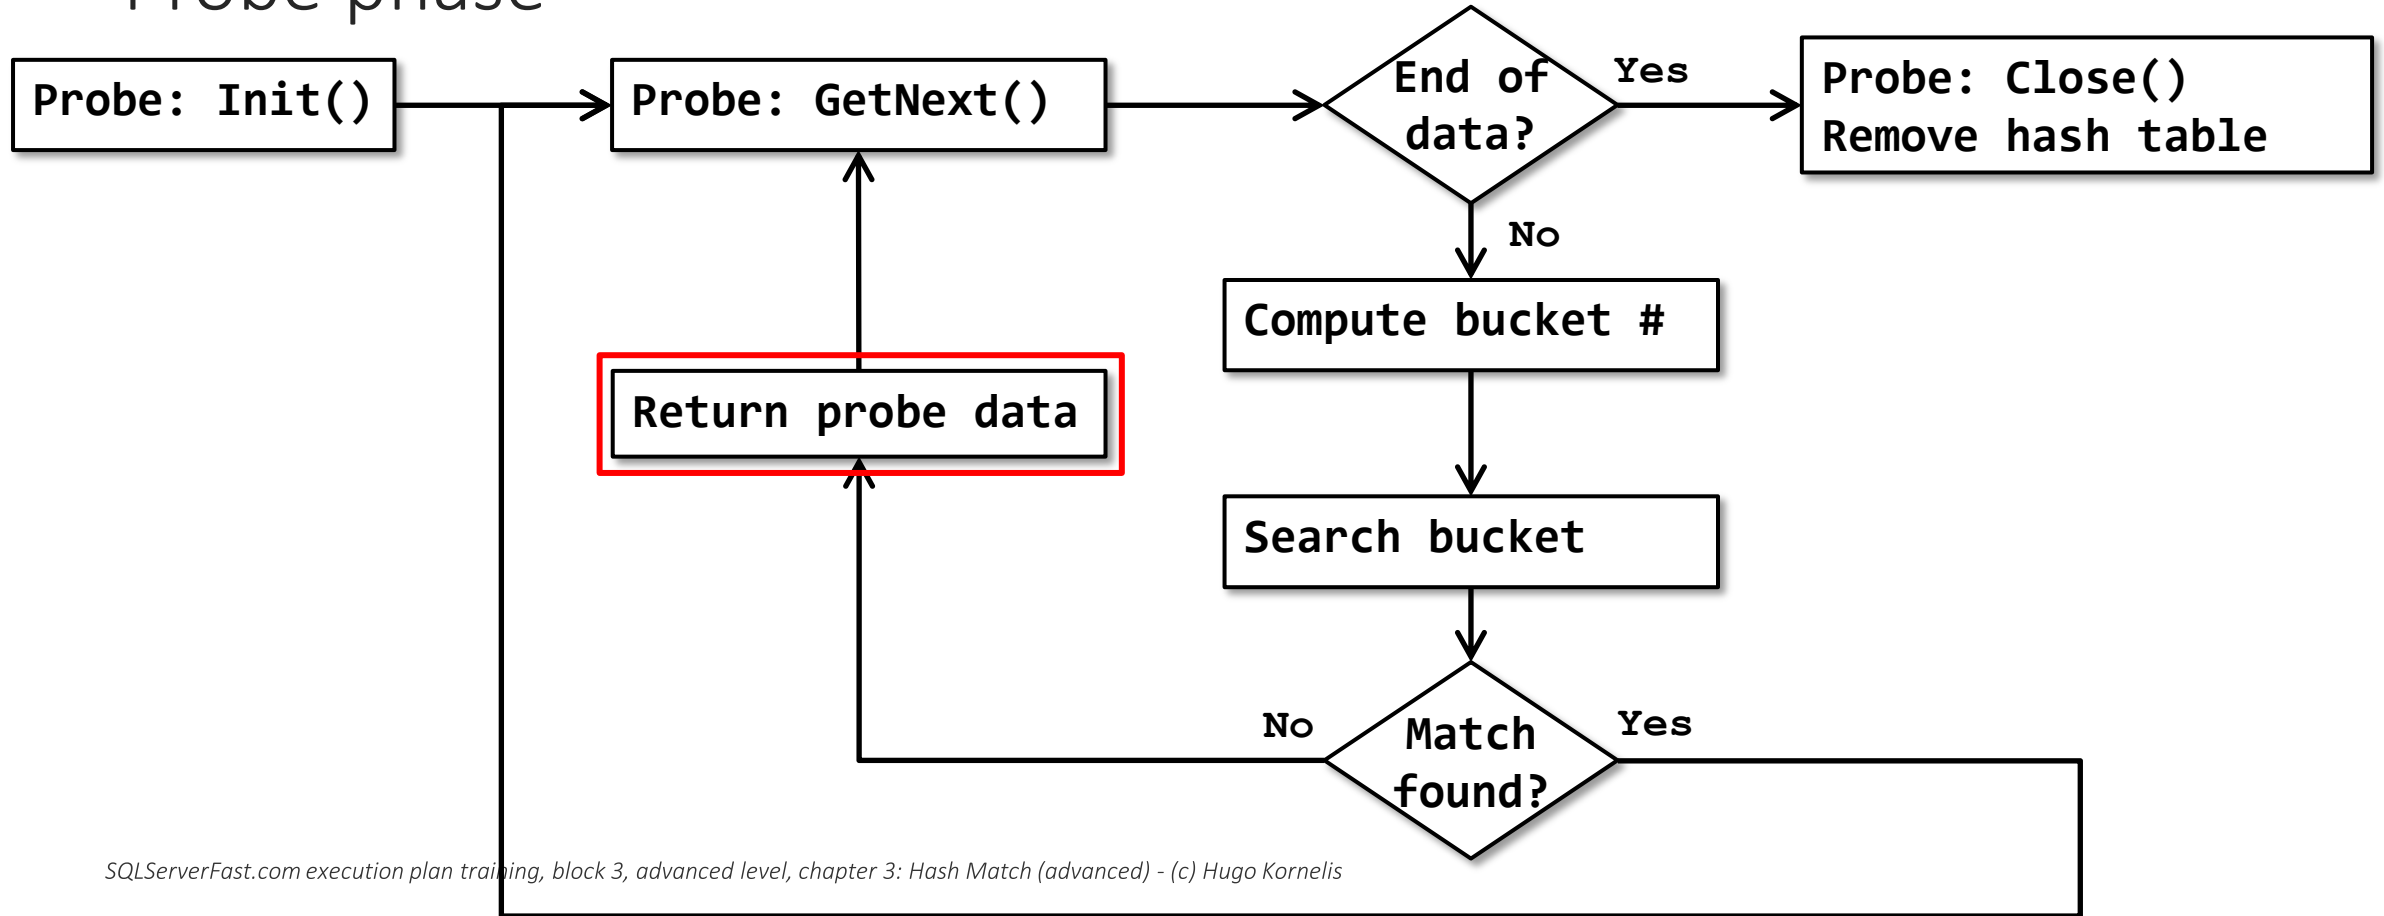 Probe phase
Probe: Init()
Probe: GetNext()
End of
data?
Yes
Probe: Close()
Remove hash table
No
Compute bucket #
Return probe data
Search bucket
No
Match
found?
Yes
SQLServerFast.com execution plan training, block 3, advanced level, chapter 3: Hash Match (advanced) - (c) Hugo Kornelis